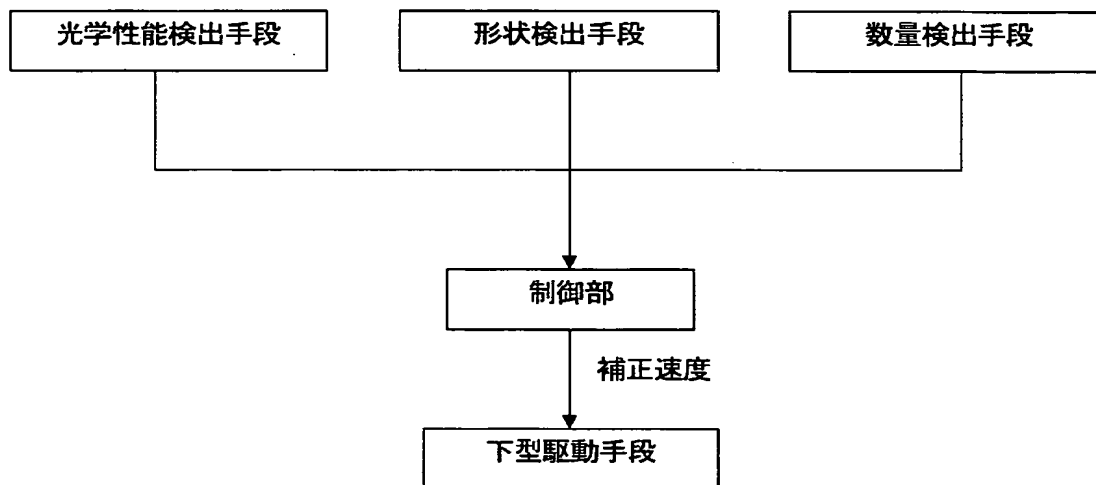 光学性能検出手段
形状検出手段
数量検出手段
制御部
補正速度
下型駆動手段